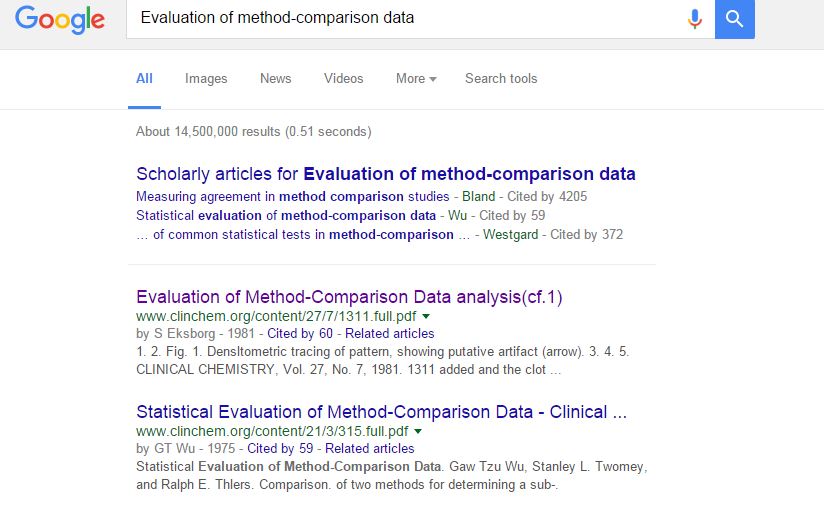 Google
Evaluation of method-comparison data
All Images News Videos More Search tools
About 14,500,000 results (0.51 seconds)
Scholarly articles for Evaluation of method-comparison data
Measuring agreement in method comparison studies - Bland - Cited by 4205
Statistical evaluation of method-comparison data - Wu - Cited by 59
... of common statistical tests in method-comparison ... - Westgard - Cited by 372
Evaluation of Method-Comparison Data analysis(cf.1)
www.clinchem.org/content/27/7/1311.full.pdf
by S Eksborg - 1981 - Cited by 60 - Related articles
1. 2. Fig. 1. Densltometric tracing of pattern, showing putative artifact (arrow). 3. 4. 5.
CLINICAL CHEMISTRY, Vol. 27, No. 7, 1981. 1311 added and the clot ...
Statistical Evaluation of Method-Comparison Data - Clinical ...
www.clinchem.org/content/21/3/315.full.pdf
by GT Wu - 1975 - Cited by 59 - Related articles
Statistical Evaluation of Method-Comparison Data. Gaw Tzu Wu, Stanley L. Twomey,
and Ralph E. Thlers. Comparison. of two methods for determining a sub-.